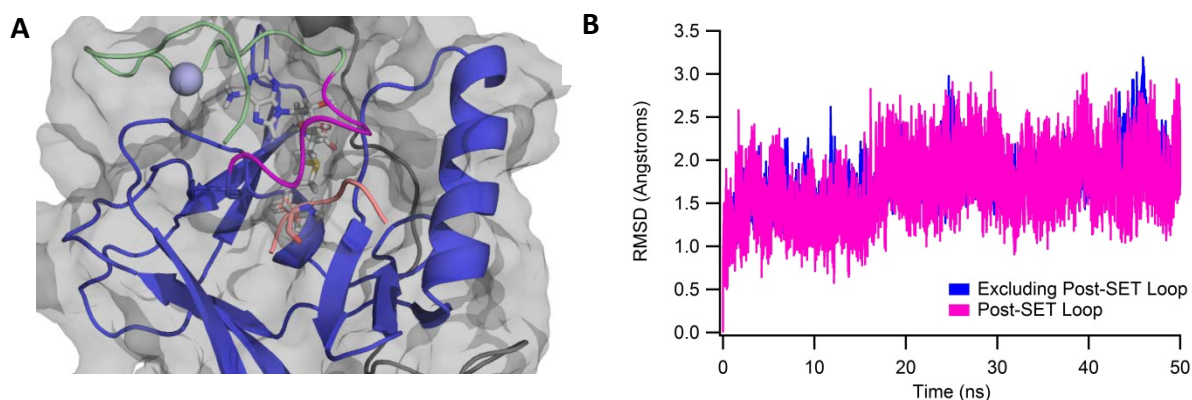 A
B
3.5
3.0
2.5
2.0
1.5
1.0
0.5
0.0
RMSD (Angstroms)
Excluding Post-SET Loop
Post-SET Loop
0 10 20 30 40 50
Time (ns)